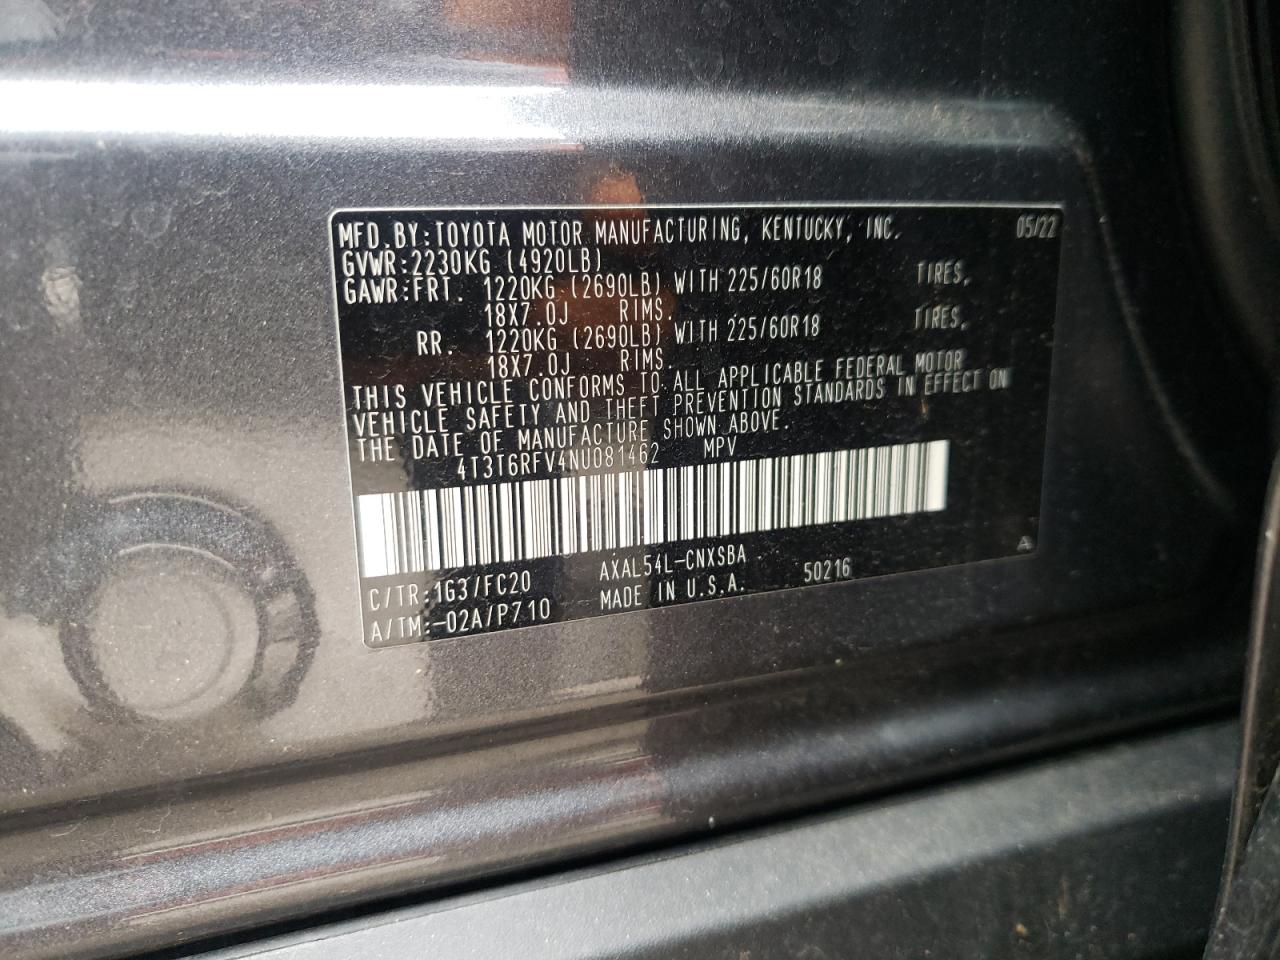 MFD.BY:TOYOTA MOTOR MANUFACTURING, KENTUCKY, INC. 05/22
GVWR:2230KG (4920LB)
GAWR:FRT. 1220KG (2690LB) WITH 225/60R18 TIRES,
18X7.0J RIMS.
RR. 1220KG (2690LB) WITH 225/60R18 TIRES,
18X7.0J RIMS.
THIS VEHICLE CONFORMS TO ALL APPLICABLE FEDERAL MOTOR
VEHICLE SAFETY AND THEFT PREVENTION STANDARDS IN EFFECT ON
THE DATE OF MANUFACTURE SHOWN ABOVE.
4T3T6RFV4NU081462 MPV
C/TR:1G3/FC20 AXAL54L-CNXSBA
A/TM:-02A/P710 MADE IN U.S.A. 50216
A